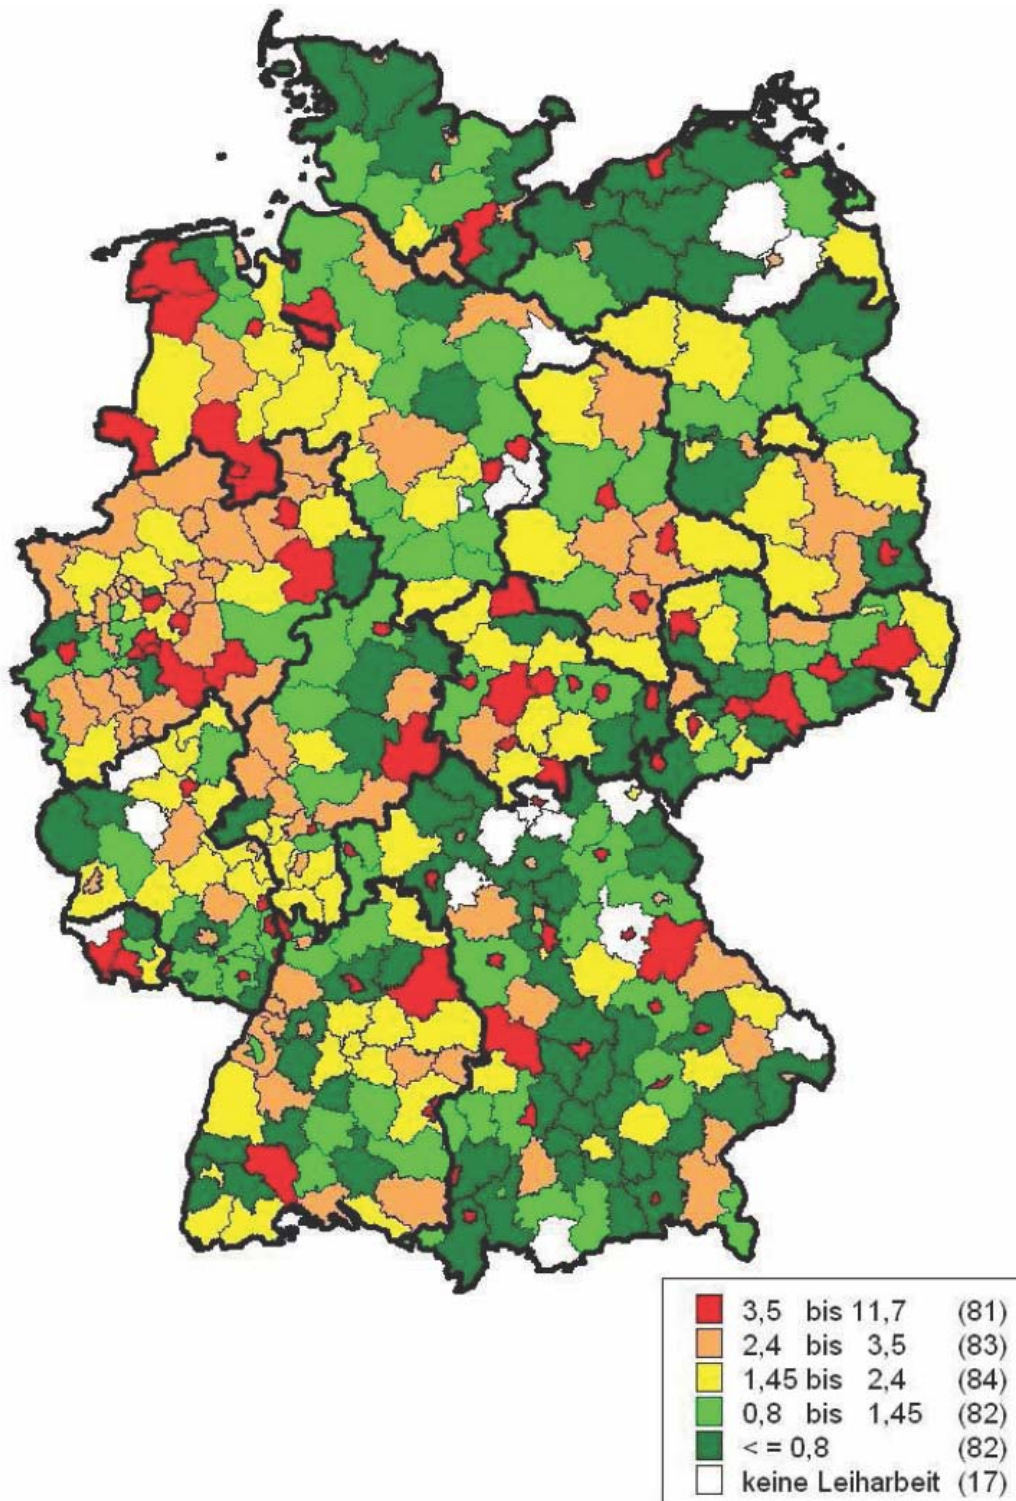 3,5 bis 11,7 (81)
2,4 bis 3,5 (83)
1,45 bis 2,4 (84)
0,8 bis 1,45 (82)
< = 0,8 (82)
keine Leiharbeit (17)